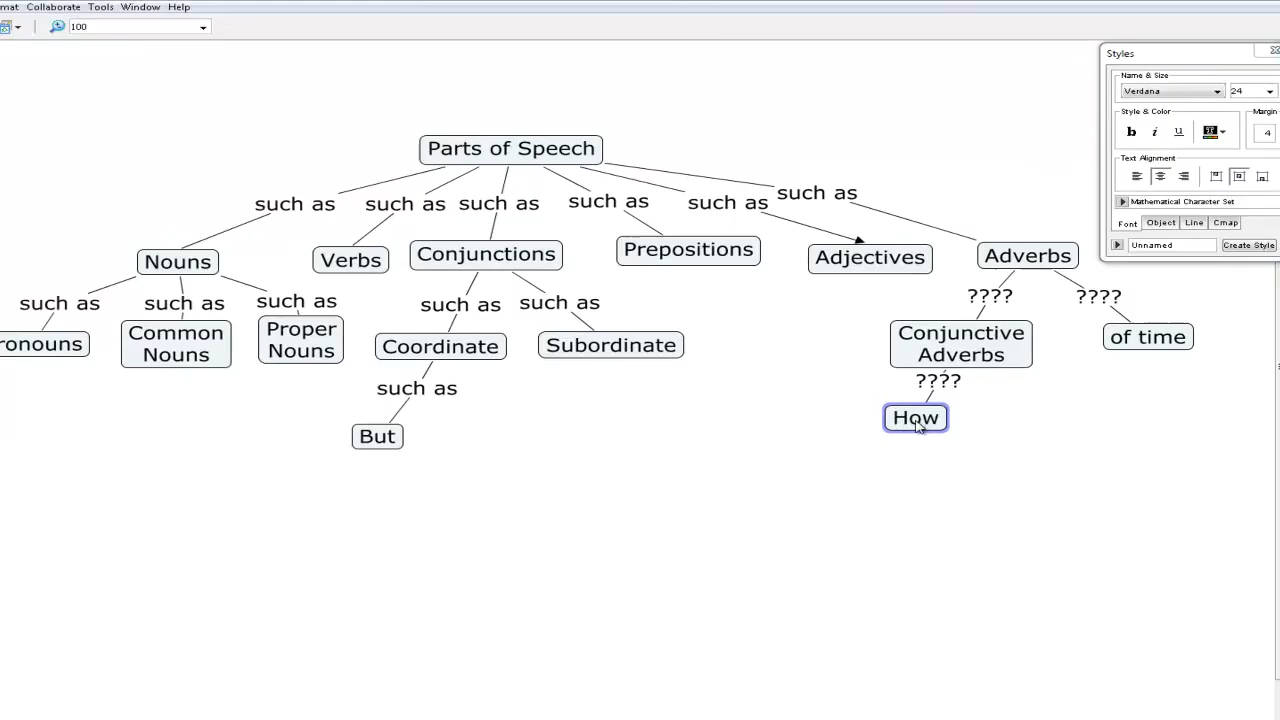 mat Collaborate Tools Window Help
100
Styles
Name & Size
Verdana 24
Style & Color Margin
b i u 4
Text Alignment
Mathematical Character Set
Font Object Line Cmap
Unnamed Create Style
Parts of Speech
such as such as such as such as such as such as
Nouns Verbs Conjunctions Prepositions Adjectives Adverbs
such as such as such as such as such as ???? ????
ronouns Common Nouns Proper Nouns Coordinate Subordinate Conjunctive Adverbs of time
such as ????
But How